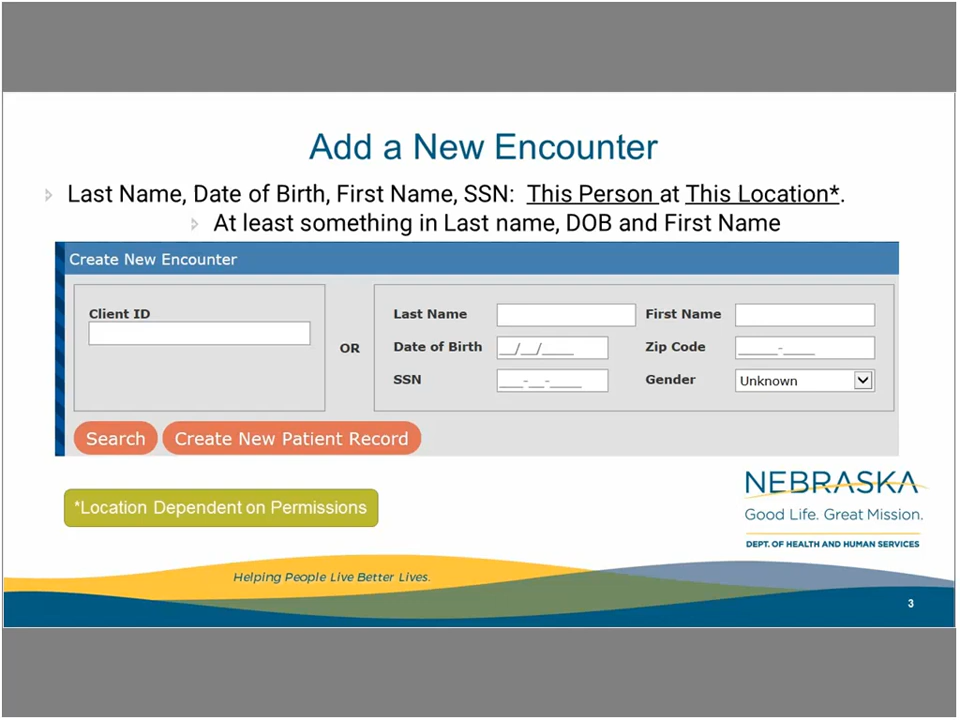 Add a New Encounter
Last Name, Date of Birth, First Name, SSN: This Person at This Location*.
At least something in Last name, DOB and First Name
Create New Encounter
Client ID
OR
Last Name
First Name
Date of Birth __/__/____
Zip Code _____-____
SSN ___-__-____
Gender Unknown
Search
Create New Patient Record
*Location Dependent on Permissions
NEBRASKA
Good Life. Great Mission.
DEPT. OF HEALTH AND HUMAN SERVICES
Helping People Live Better Lives.
3